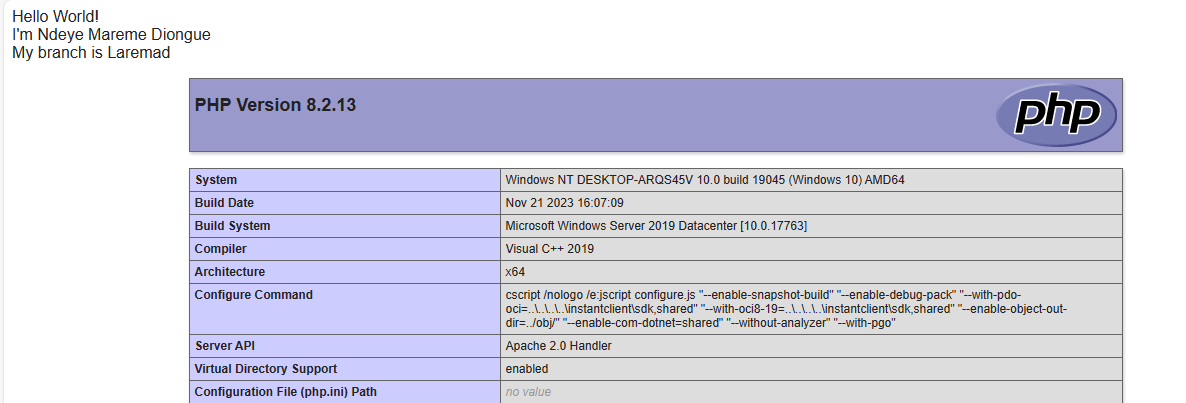 Hello World!
I'm Ndeye Mareme Diongue
My branch is Laremad
PHP Version 8.2.13
php
System Windows NT DESKTOP-ARQS45V 10.0 build 19045 (Windows 10) AMD64
Build Date Nov 21 2023 16:07:09
Build System Microsoft Windows Server 2019 Datacenter [10.0.17763]
Compiler Visual C++ 2019
Architecture x64
Configure Command cscript /nologo /e:jscript configure.js "--enable-snapshot-build" "--enable-debug-pack" "--with-pdo-
oci=..\..\..\..\instantclient\sdk,shared" "--with-oci8-19=..\..\..\..\instantclient\sdk,shared" "--enable-object-out-
dir=../obj/" "--enable-com-dotnet=shared" "--without-analyzer" "--with-pgo"
Server API Apache 2.0 Handler
Virtual Directory Support enabled
Configuration File (php.ini) Path no value